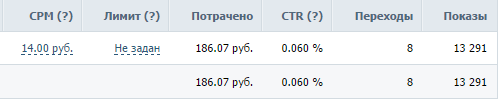 CPM (?) Лимит (?) Потрачено CTR (?) Переходы Показы
14.00 руб. Не задан 186.07 руб. 0.060 % 8 13 291
186.07 руб. 0.060 % 8 13 291